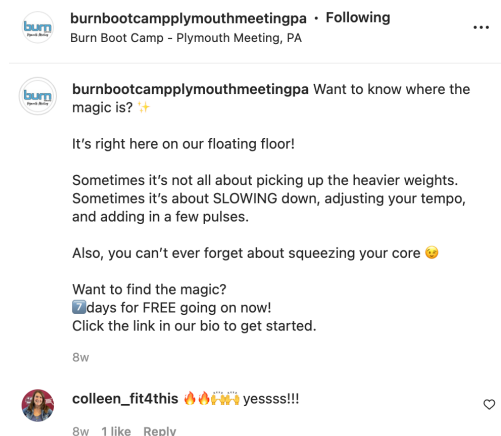 burnbootcampplymouthmeetingpa • Following
Burn Boot Camp - Plymouth Meeting, PA
burnbootcampplymouthmeetingpa Want to know where the
magic is? ✨
It’s right here on our floating floor!
Sometimes it’s not all about picking up the heavier weights.
Sometimes it’s about SLOWING down, adjusting your tempo,
and adding in a few pulses.
Also, you can’t ever forget about squeezing your core 😉
Want to find the magic?
7️⃣days for FREE going on now!
Click the link in our bio to get started.
8w
colleen_fit4this 🔥🔥🙌🙌 yessss!!!
8w 1 like Reply